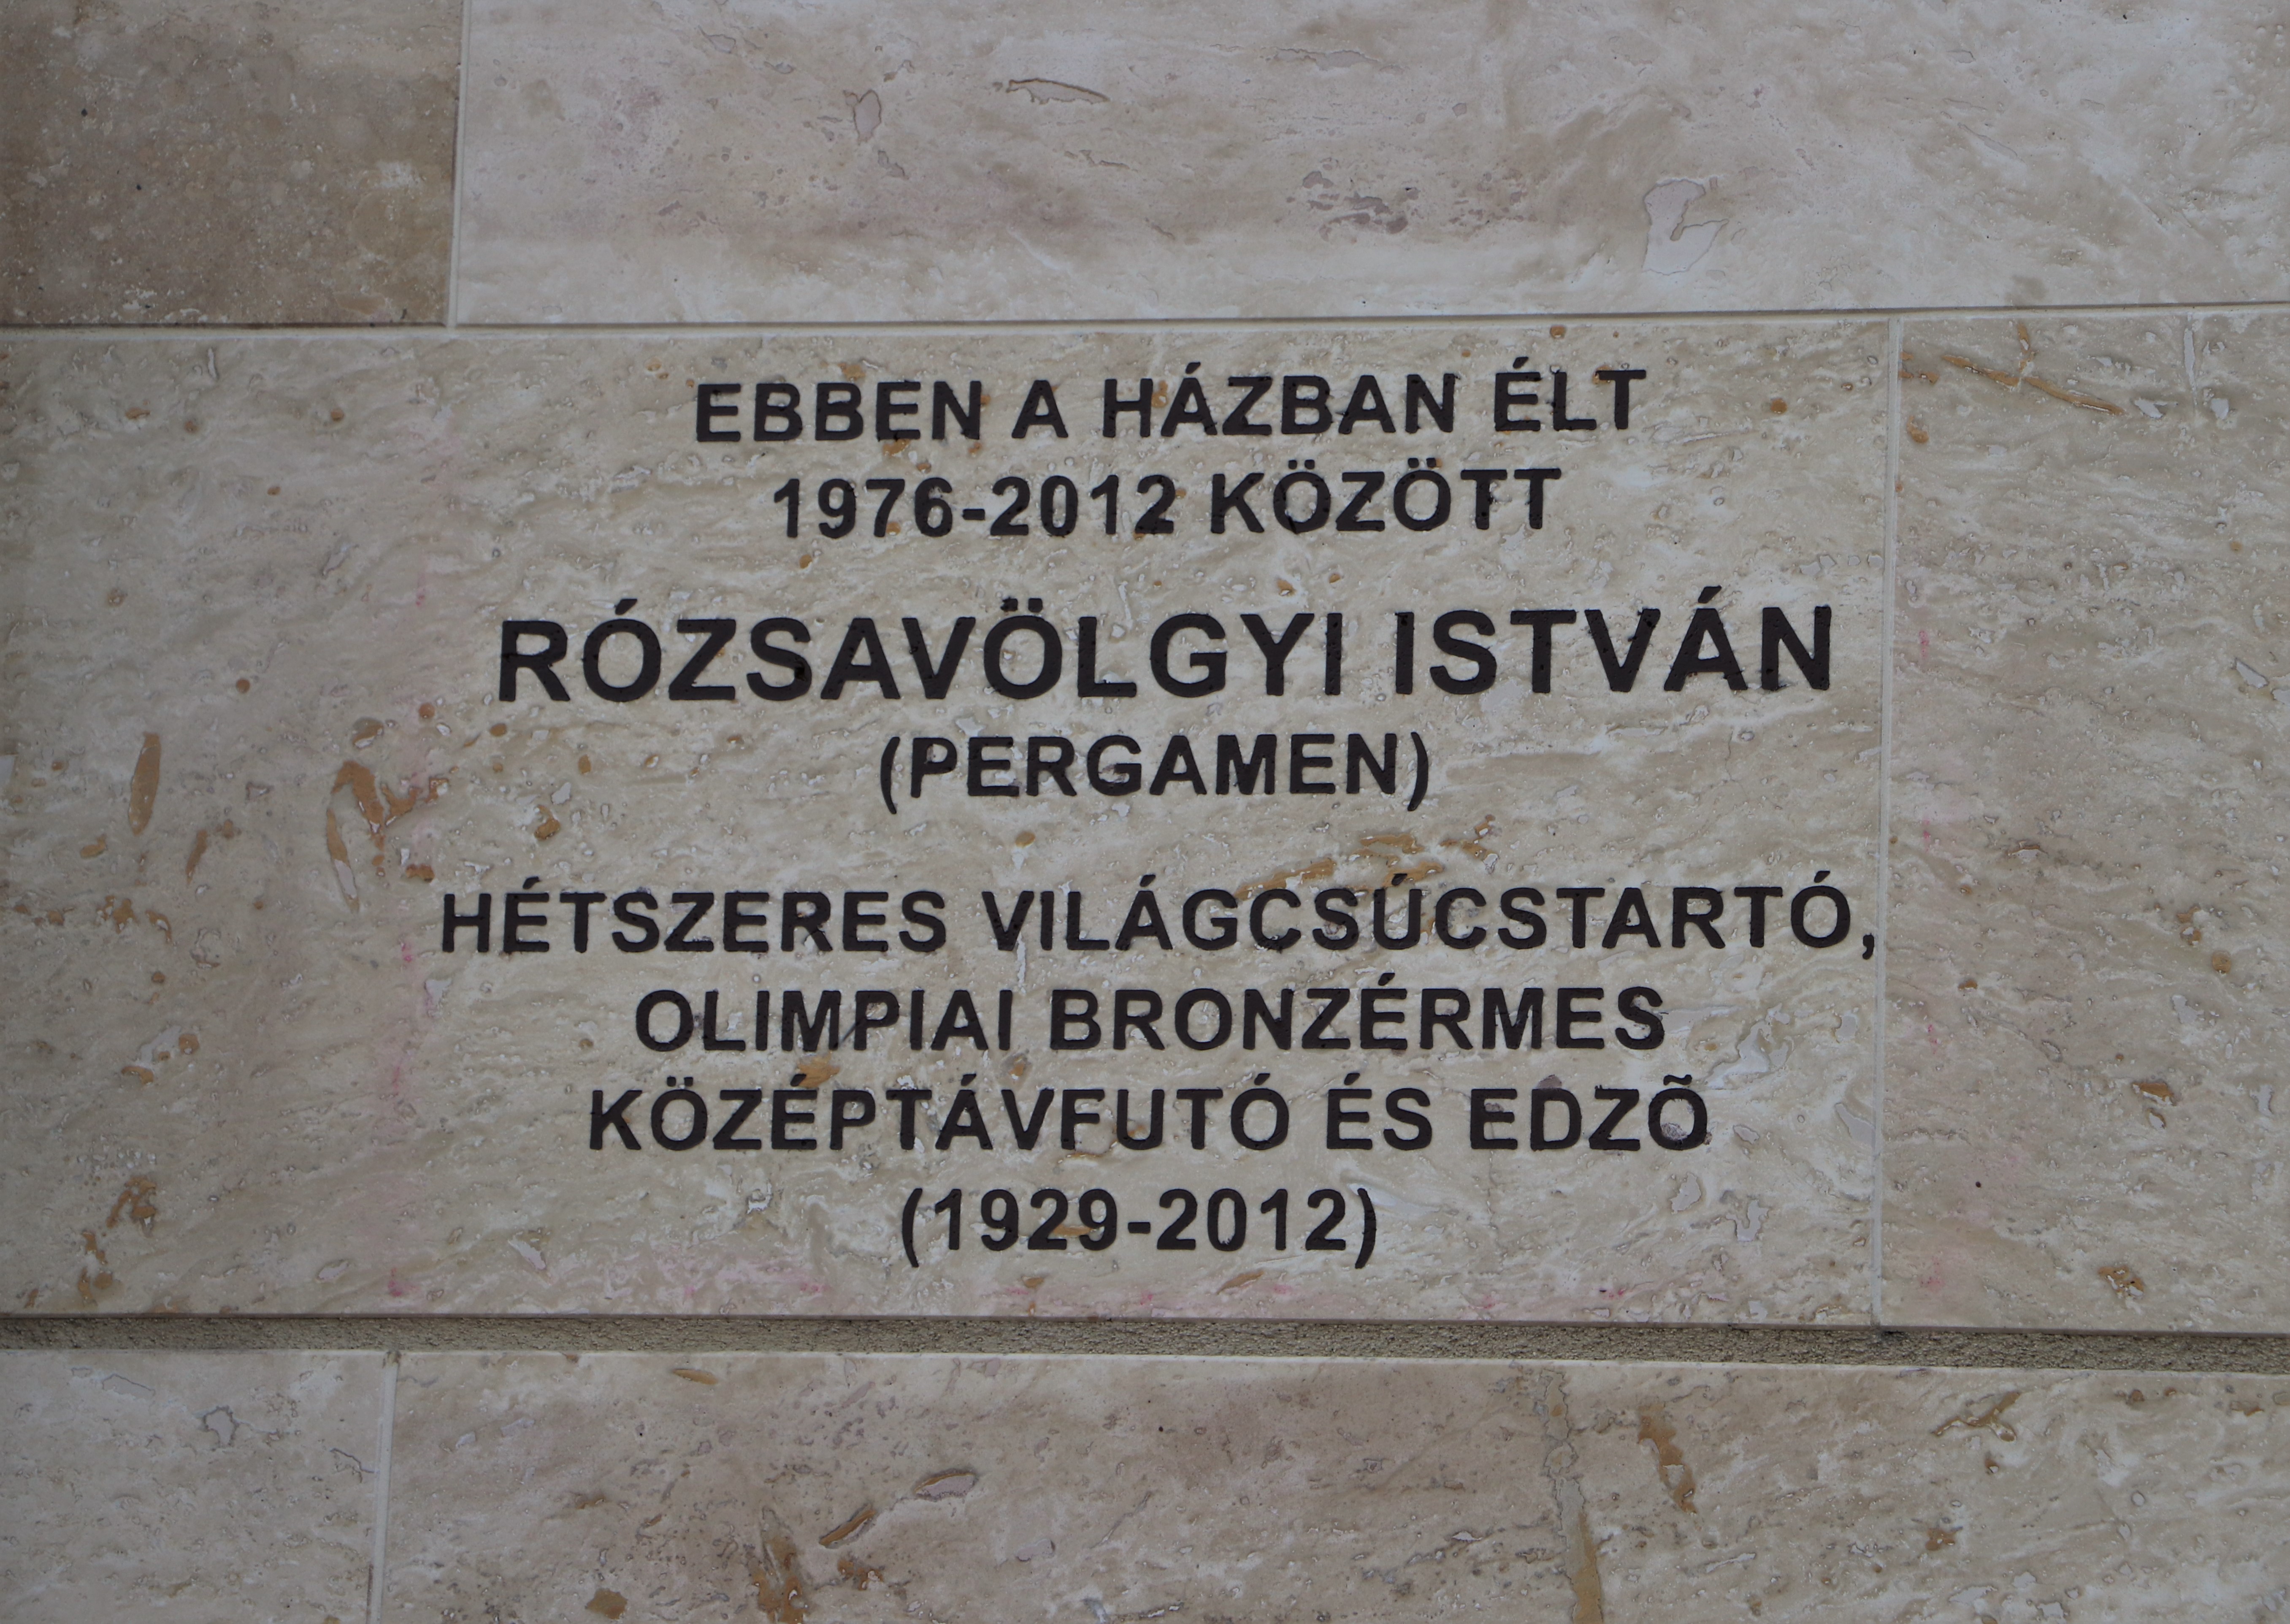 EBBEN A HÁZBAN ÉLT
1976-2012 KÖZÖTT
RÓZSAVÖLGYI ISTVÁN
(PERGAMEN)
HÉTSZERES VILÁGCSÚCSTARTÓ,
OLIMPIAI BRONZÉRMES
KÖZÉPTÁVFUTÓ ÉS EDZÕ
(1929-2012)